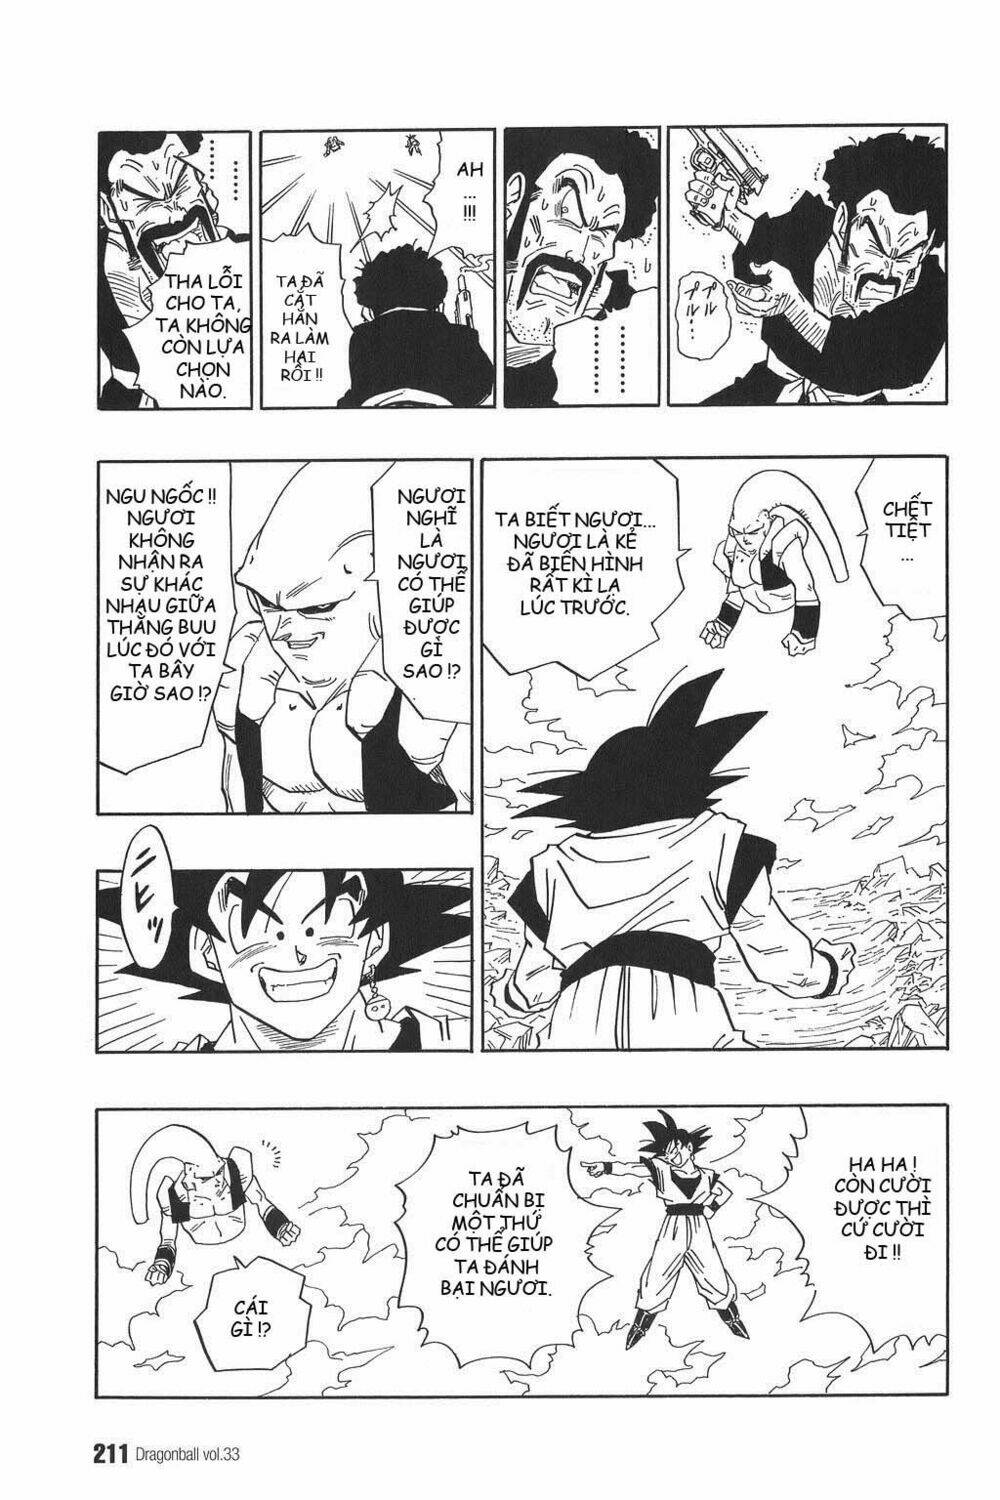 ……
……
AH
...
!!!
TA ĐÃ
CẮT
HẮN
RA LÀM
HAI
RỒI !!
……
……
THA LỖI
CHO TA,
TA KHÔNG
CÒN LỰA
CHỌN
NÀO.
CHẾT
TIỆT
...
TA BIẾT NGƯƠI...
NGƯƠI LÀ KẺ
ĐÃ BIẾN HÌNH
RẤT KÌ LẠ
LÚC TRƯỚC.
NGƯƠI
NGHĨ
LÀ
NGƯƠI
CÓ THỂ
GIÚP
ĐƯỢC
GÌ
SAO !?
NGU NGỐC !!
NGƯƠI
KHÔNG
NHẬN RA
SỰ KHÁC
NHAU GIỮA
THẰNG BUU
LÚC ĐÓ VỚI
TA BÂY
GIỜ SAO !?
ニヒッ
HA HA !
CÒN CƯỜI
ĐƯỢC THÌ
CỨ CƯỜI
ĐI !!
TA ĐÃ
CHUẨN BỊ
MỘT THỨ
CÓ THỂ GIÚP
TA ĐÁNH
BẠI NGƯƠI.
CÁI
GÌ !?
211 Dragonball vol.33